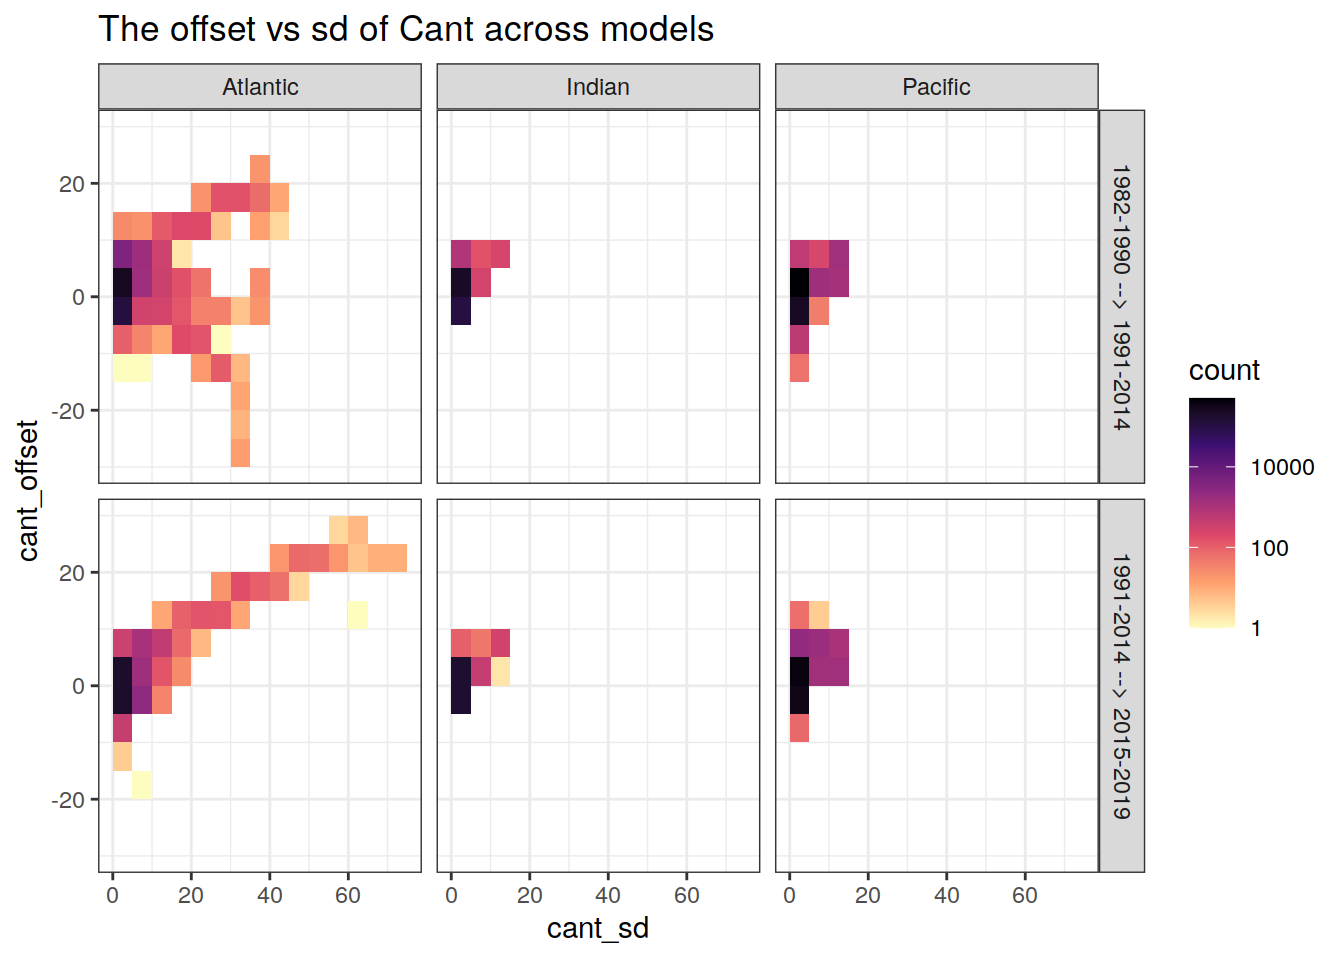 The offset vs sd of Cant across models
Atlantic
Indian
Pacific
20
0
-20
1982-1990 --> 1991-2014
20
0
-20
1991-2014 --> 2015-2019
0
20
40
60
0
20
40
60
0
20
40
60
cant_sd
cant_offset
count
10000
100
1